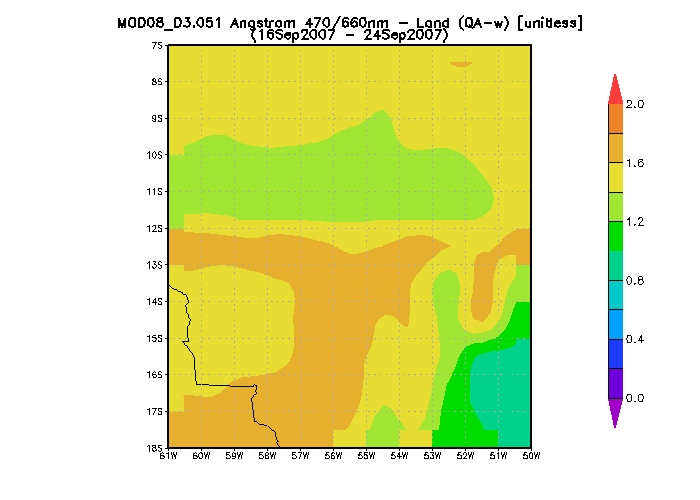 MOD08_D3.051 Angstrom 470/660nm - Land (QA-w) [unitless]
(16Sep2007 - 24Sep2007)
7S
8S
9S
10S
11S
12S
13S
14S
15S
16S
17S
18S
61W 60W 59W 58W 57W 56W 55W 54W 53W 52W 51W 50W
2.0
1.6
1.2
0.8
0.4
0.0